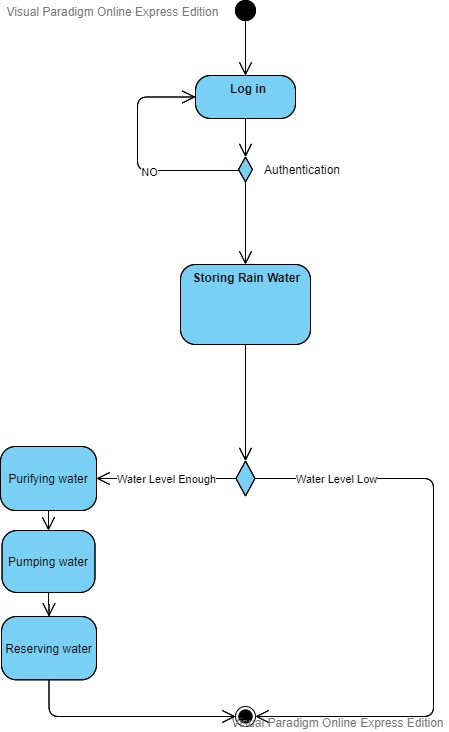 Visual Paradigm Online Express Edition
Log in
NO
Authentication
Storing Rain Water
Water Level Enough
Water Level Low
Purifying water
Pumping water
Reserving water
Visual Paradigm Online Express Edition